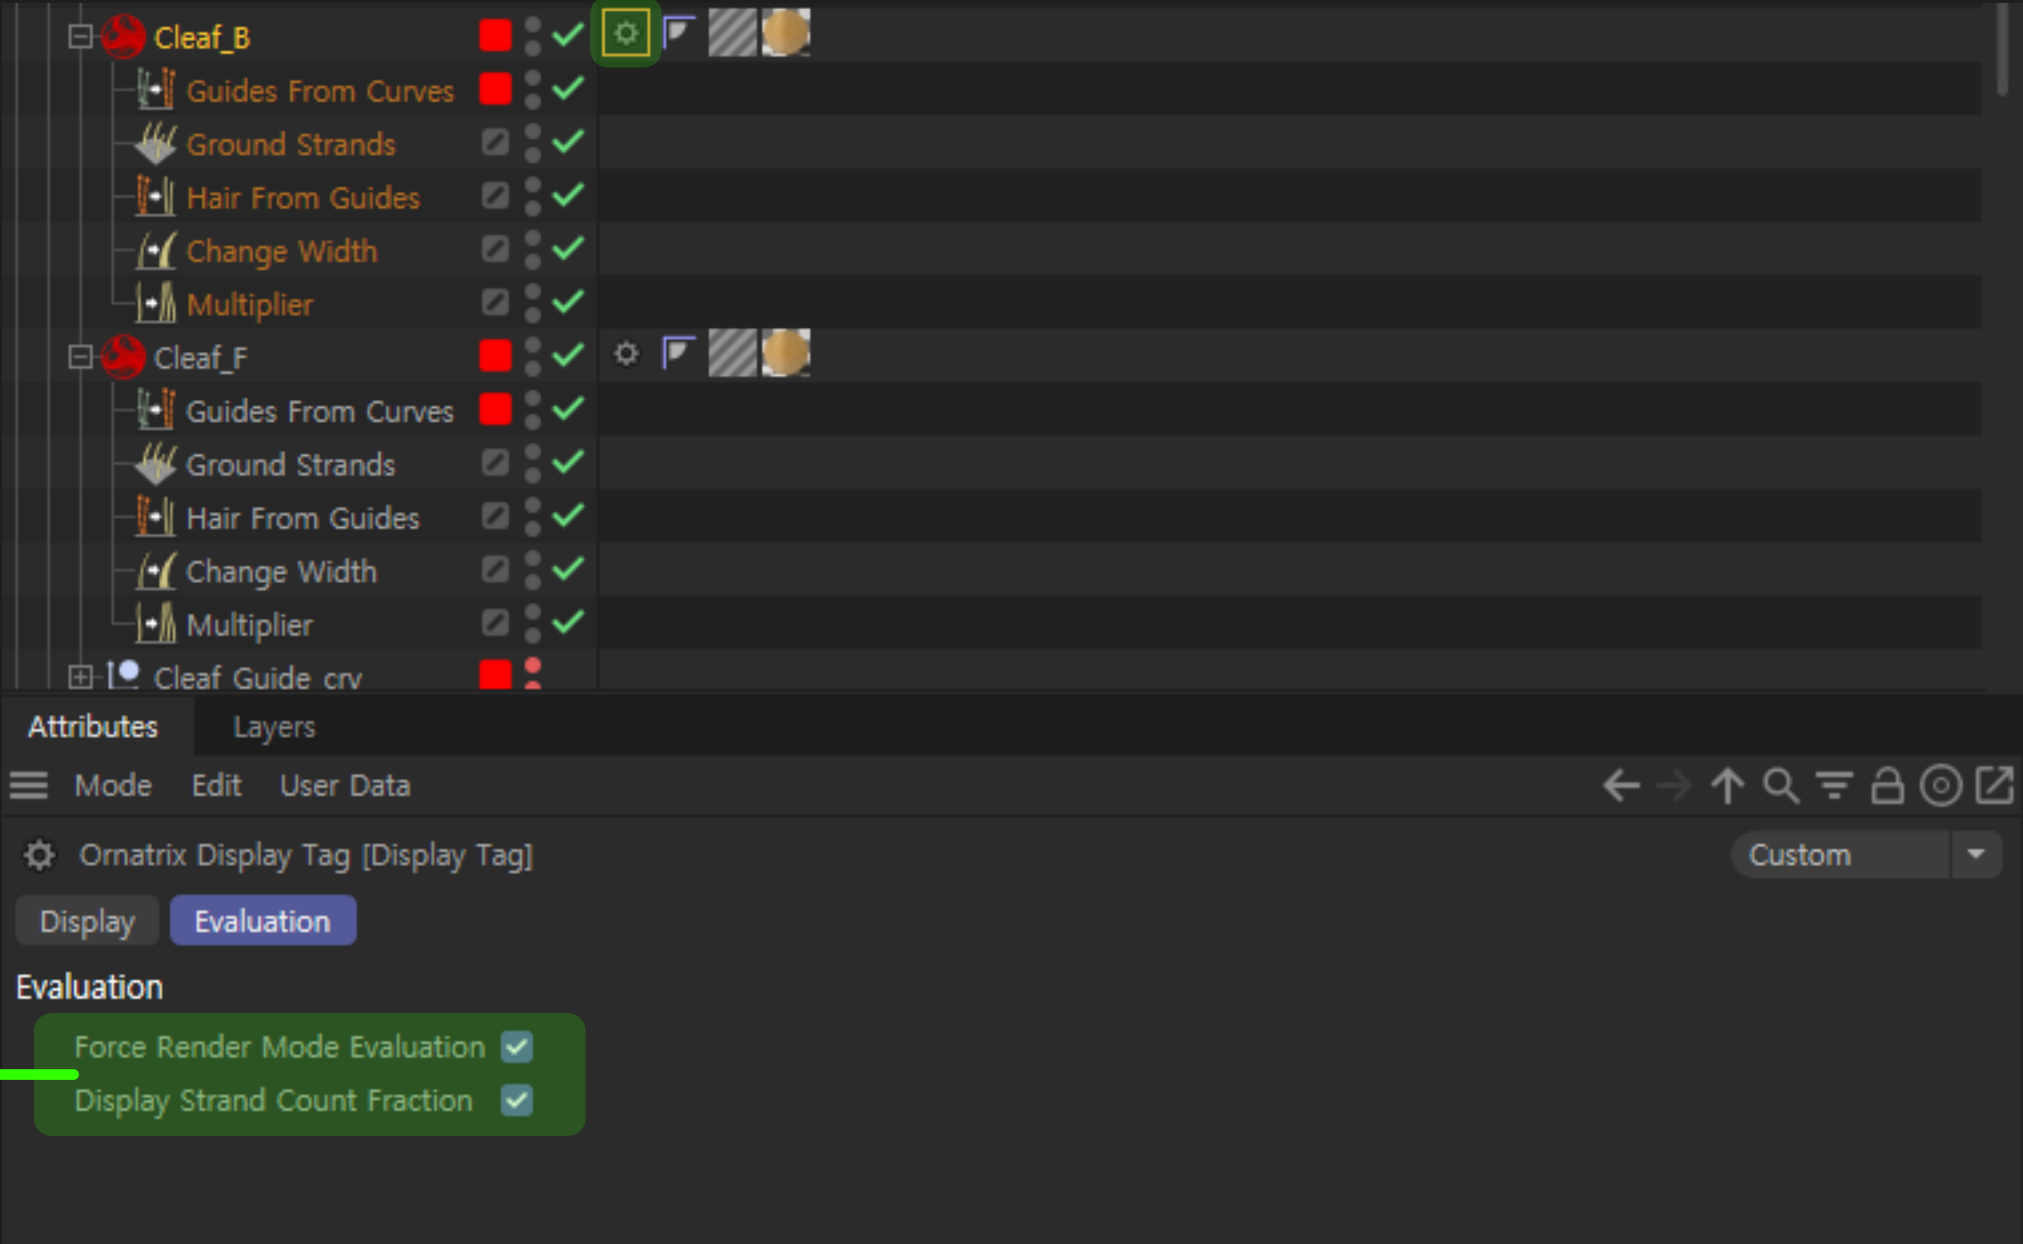 Cleaf_B
Guides From Curves
Ground Strands
Hair From Guides
Change Width
Multiplier
Cleaf_F
Guides From Curves
Ground Strands
Hair From Guides
Change Width
Multiplier
Cleaf Guide crv
Attributes Layers
Mode Edit User Data
Ornatrix Display Tag [Display Tag] Custom
Display Evaluation
Evaluation
Force Render Mode Evaluation
Display Strand Count Fraction